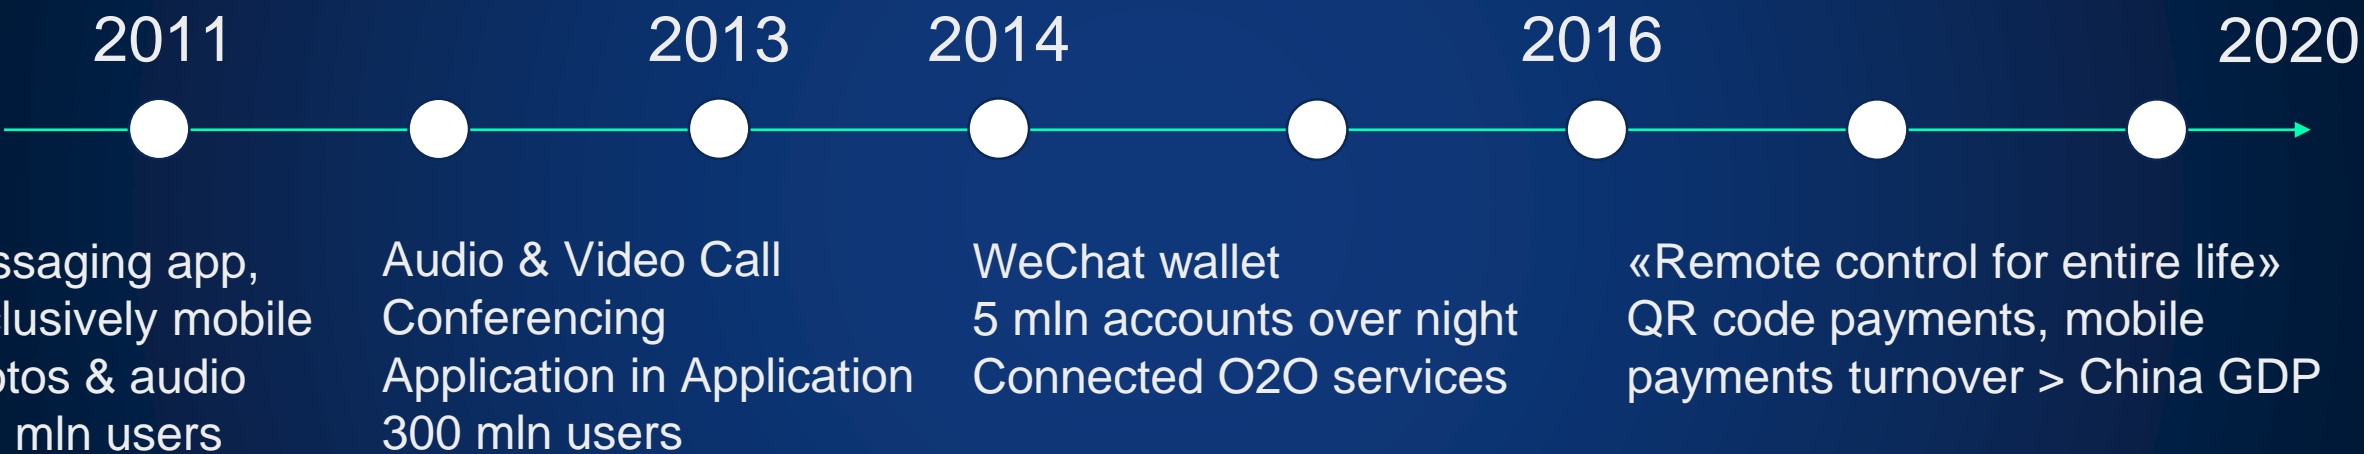 2011 2013 2014 2016 2020
ssaging app,
lusively mobile
tos & audio
mln users
Audio & Video Call
Conferencing
Application in Application
300 mln users
WeChat wallet
5 mln accounts over night
Connected O2O services
«Remote control for entire life»
QR code payments, mobile
payments turnover > China GDP